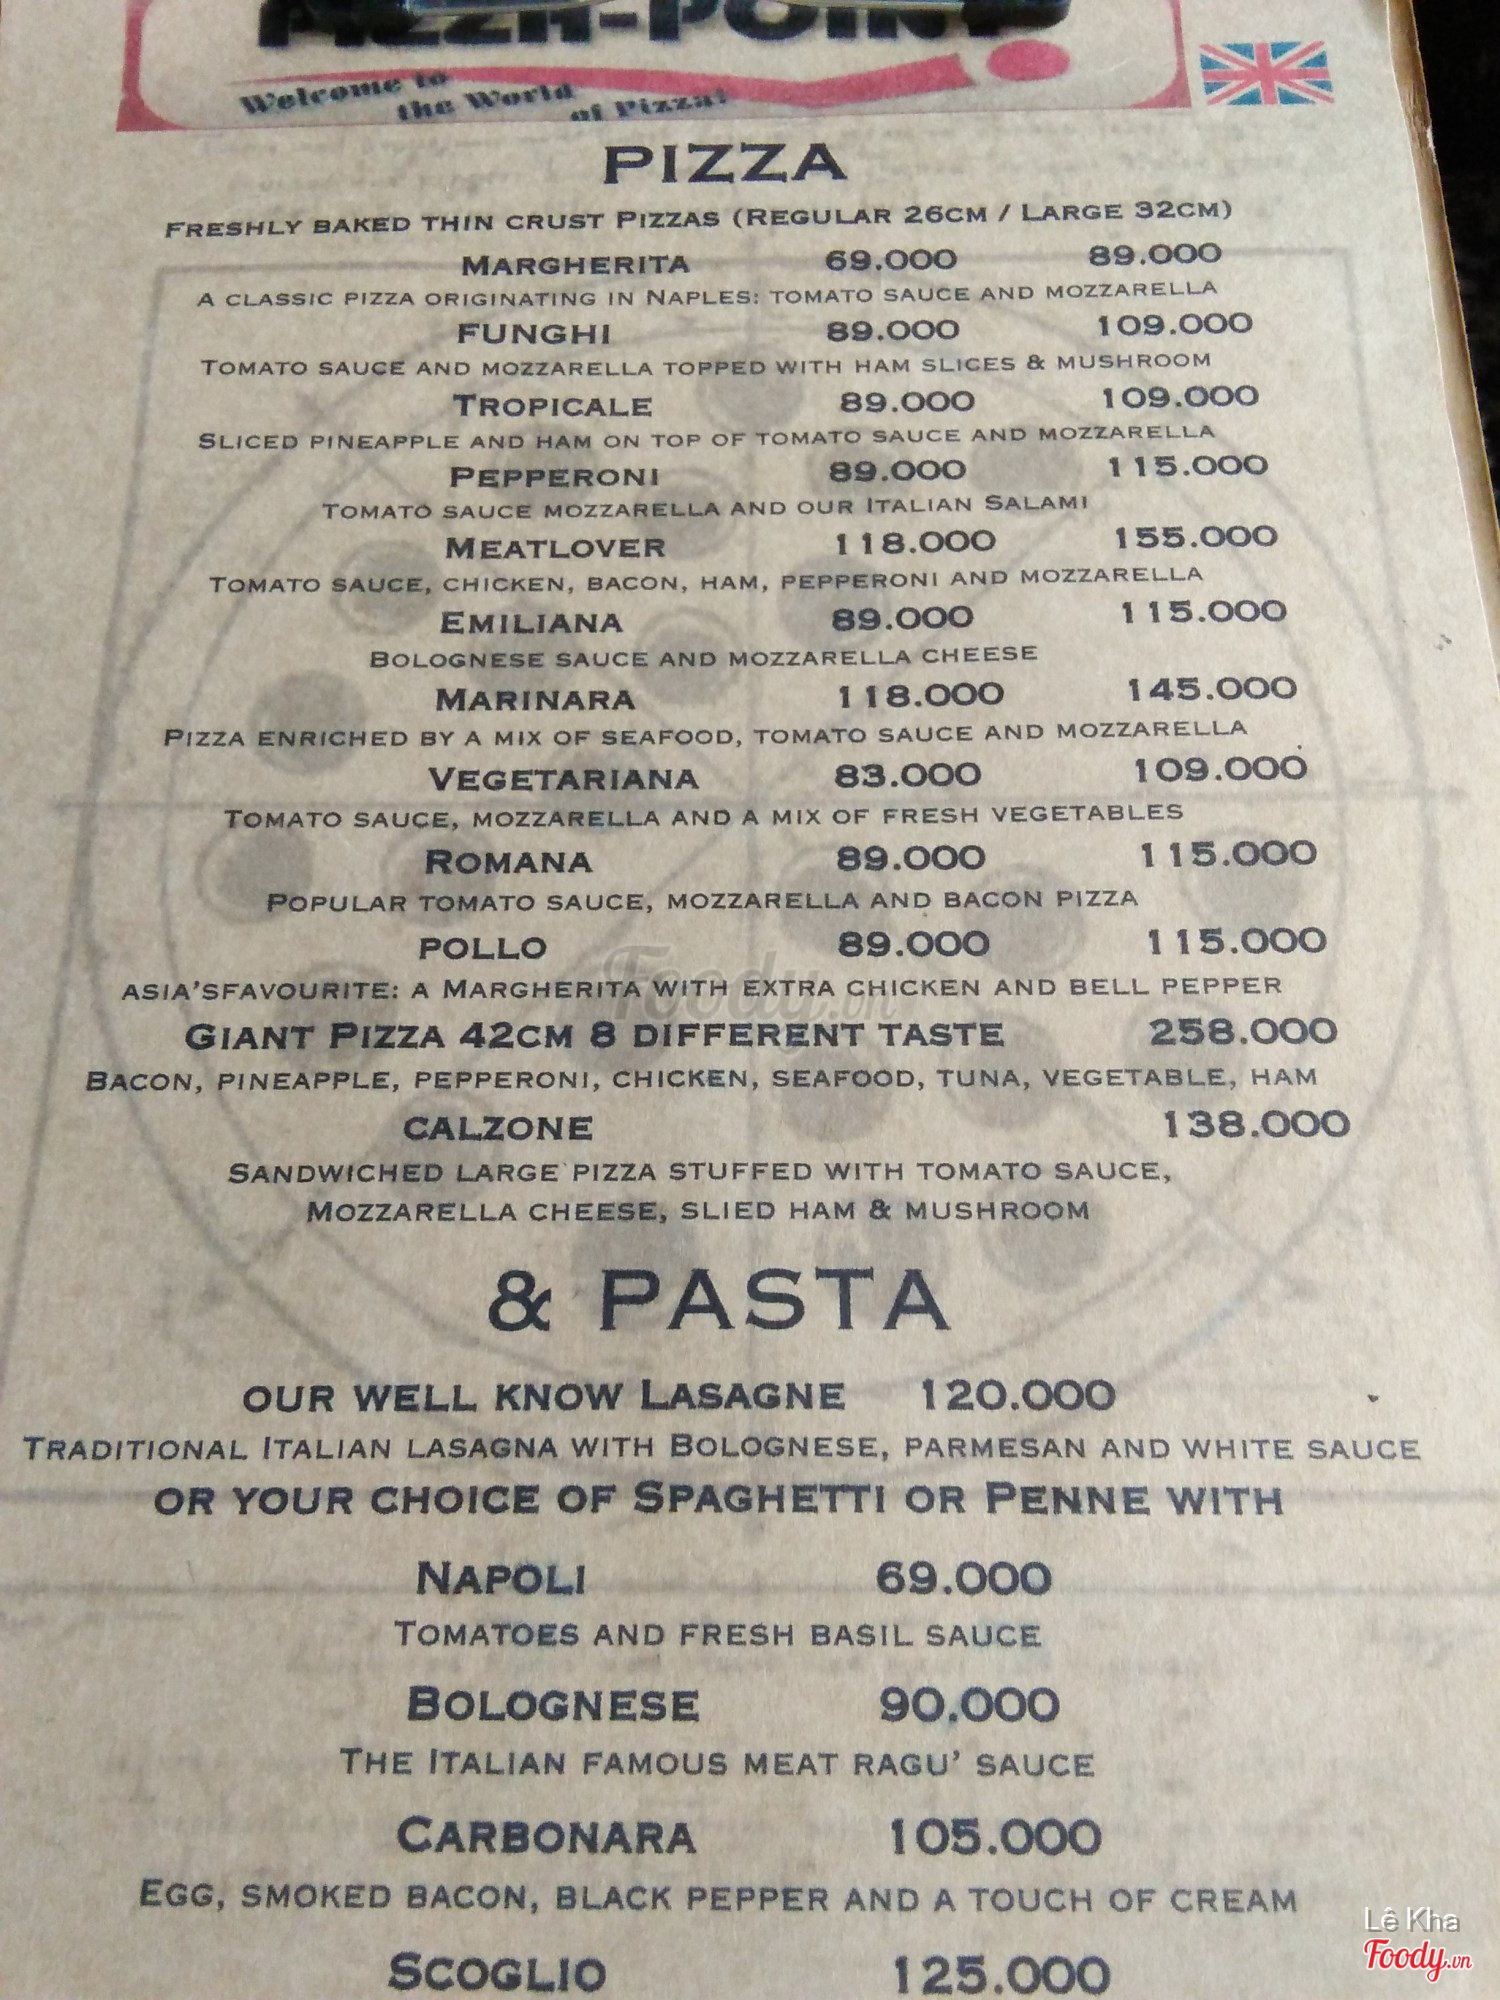 PIZZA-POINT
Welcome to
the World
of Pizza!
PIZZA
FRESHLY BAKED THIN CRUST PIZZAS (REGULAR 26CM / LARGE 32CM)
MARGHERITA 69.000 89.000
A CLASSIC PIZZA ORIGINATING IN NAPLES: TOMATO SAUCE AND MOZZARELLA
FUNGHI 89.000 109.000
TOMATO SAUCE AND MOZZARELLA TOPPED WITH HAM SLICES & MUSHROOM
TROPICALE 89.000 109.000
SLICED PINEAPPLE AND HAM ON TOP OF TOMATO SAUCE AND MOZZARELLA
PEPPERONI 89.000 115.000
TOMATO SAUCE MOZZARELLA AND OUR ITALIAN SALAMI
MEATLOVER 118.000 155.000
TOMATO SAUCE, CHICKEN, BACON, HAM, PEPPERONI AND MOZZARELLA
EMILIANA 89.000 115.000
BOLOGNESE SAUCE AND MOZZARELLA CHEESE
MARINARA 118.000 145.000
PIZZA ENRICHED BY A MIX OF SEAFOOD, TOMATO SAUCE AND MOZZARELLA
VEGETARIANA 83.000 109.000
TOMATO SAUCE, MOZZARELLA AND A MIX OF FRESH VEGETABLES
ROMANA 89.000 115.000
POPULAR TOMATO SAUCE, MOZZARELLA AND BACON PIZZA
POLLO 89.000 115.000
ASIA'SFAVOURITE: A MARGHERITA WITH EXTRA CHICKEN AND BELL PEPPER
Foody.vn
GIANT PIZZA 42CM 8 DIFFERENT TASTE 258.000
BACON, PINEAPPLE, PEPPERONI, CHICKEN, SEAFOOD, TUNA, VEGETABLE, HAM
CALZONE 138.000
SANDWICHED LARGE PIZZA STUFFED WITH TOMATO SAUCE,
MOZZARELLA CHEESE, SLIED HAM & MUSHROOM
& PASTA
OUR WELL KNOW LASAGNE 120.000
TRADITIONAL ITALIAN LASAGNA WITH BOLOGNESE, PARMESAN AND WHITE SAUCE
OR YOUR CHOICE OF SPAGHETTI OR PENNE WITH
NAPOLI 69.000
TOMATOES AND FRESH BASIL SAUCE
BOLOGNESE 90.000
THE ITALIAN FAMOUS MEAT RAGU' SAUCE
CARBONARA 105.000
EGG, SMOKED BACON, BLACK PEPPER AND A TOUCH OF CREAM
SCOGLIO 125.000
Lê Kha
Foody.vn